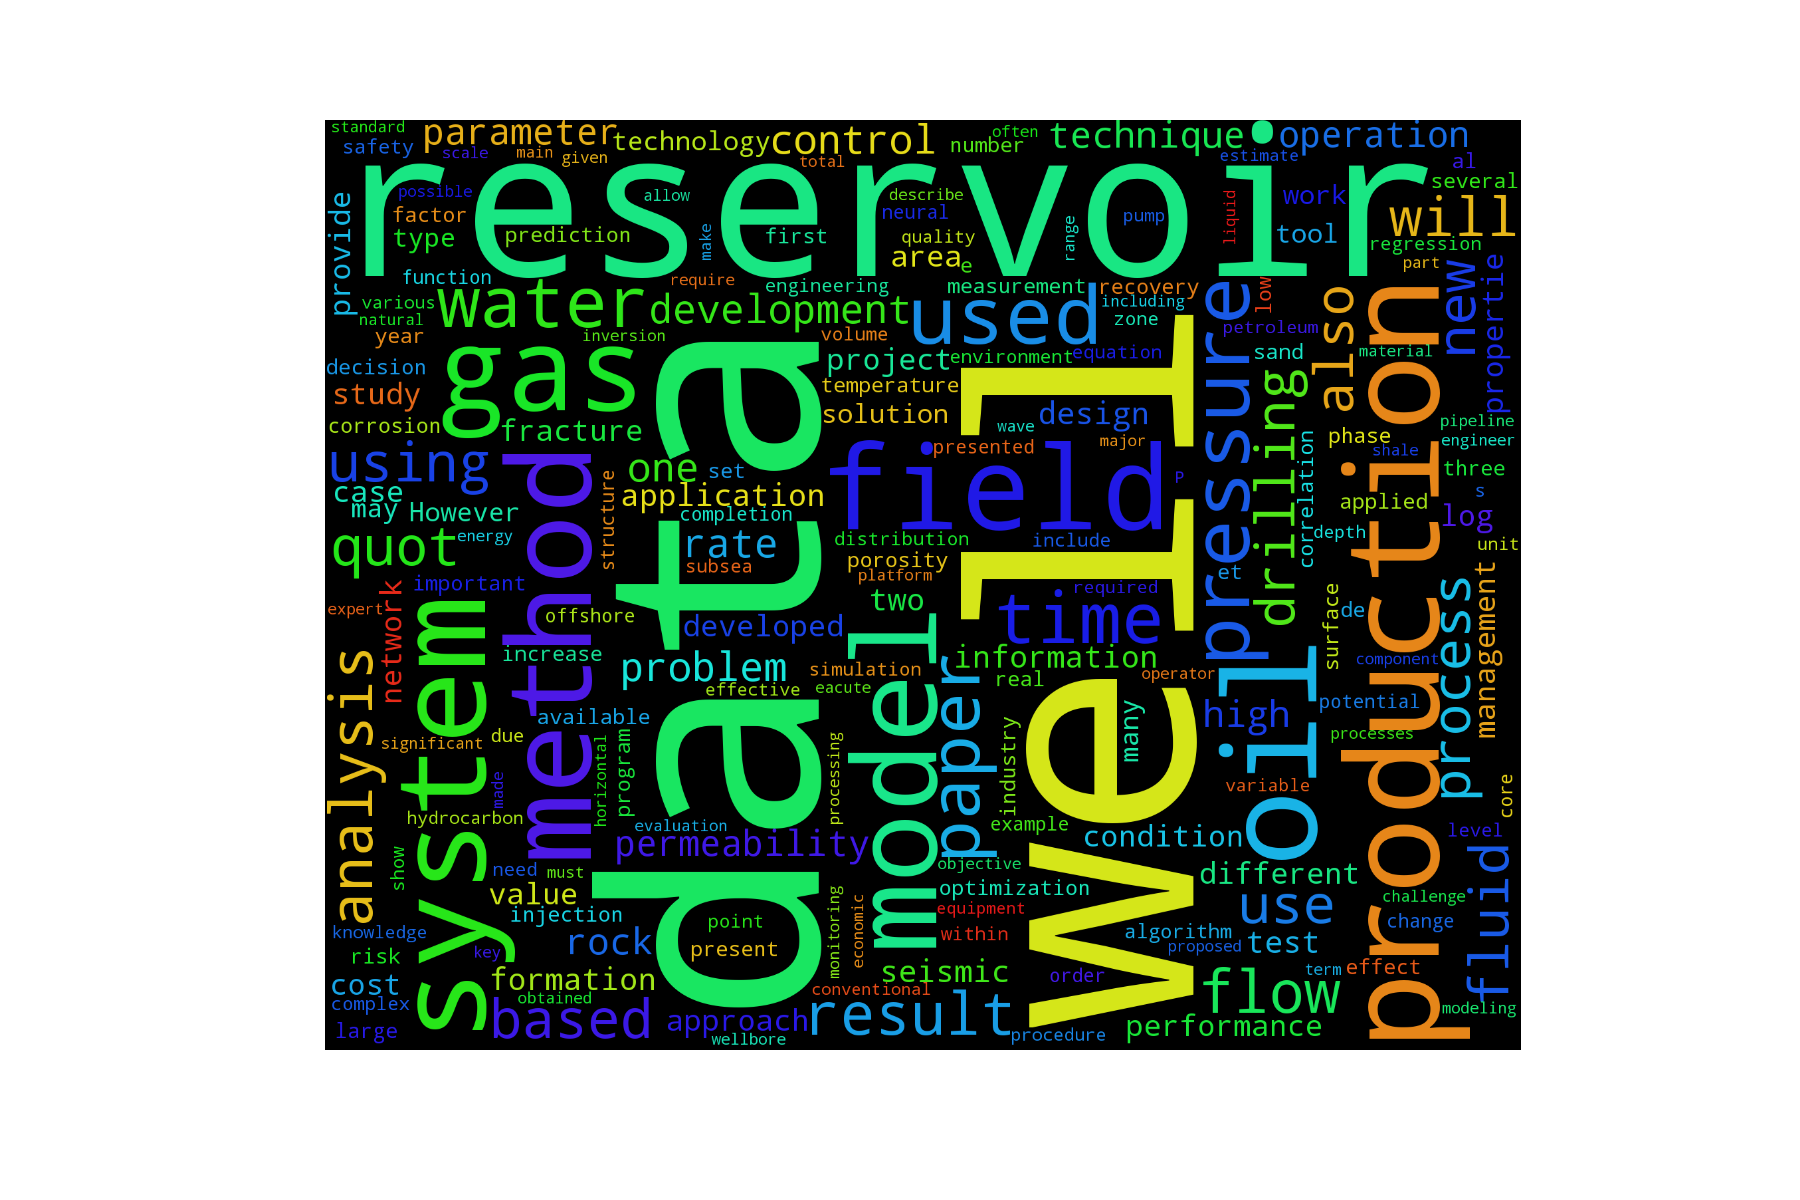 standard
parameter
technology
control
often
number
technique
operation
safety
scale
main
given
total
estimate
al
reservoir
possible
allow
describe
neural
pump
liquid
work
several
will
provide
factor
type
prediction
make
first
quality
area
e
range
tool
regression
part
function
require
engineering
measurement
recovery
low
including
various
natural
year
water
development
inversion
volume
used
zone
petroleum
new
propertie
decision
study
corrosion
gas
fracture
data
project
environment
equation
temperature
solution
well
design
wave
presented
major
pressure
sand
also
material
production
drilling
phase
pipeline
engineer
shale
three
using
method
one
set
application
field
P
correlation
applied
s
log
case
may
However
structure
completion
quot
energy
rate
subsea
distribution
include
porosity
platform
depth
unit
et
important
network
expert
offshore
two
required
time
developed
model
de
surface
process
management
system
analysis
increase
problem
simulation
information
component
effective
eacute
real
operator
paper
oil
potential
available
high
many
significant
due
processes
made
horizontal
program
processing
industry
variable
core
hydrocarbon
evaluation
example
condition
level
permeability
show
need
must
objective
different
fluid
value
optimization
injection
point
monitoring
economic
equipment
use
challenge
change
knowledge
rock
present
within
algorithm
proposed
test
risk
key
cost
formation
seismic
order
term
effect
complex
obtained
conventional
flow
modeling
large
based
approach
result
wellbore
procedure
performance